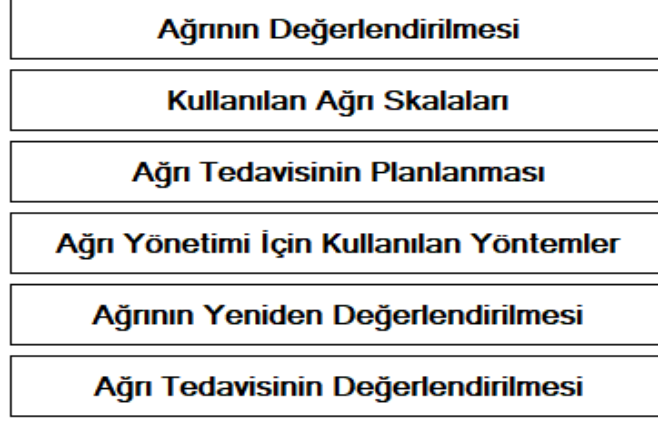 Ağrının Değerlendirilmesi
Kullanılan Ağrı Skalaları
Ağrı Tedavisinin Planlanması
Ağrı Yönetimi İçin Kullanılan Yöntemler
Ağrının Yeniden Değerlendirilmesi
Ağrı Tedavisinin Değerlendirilmesi